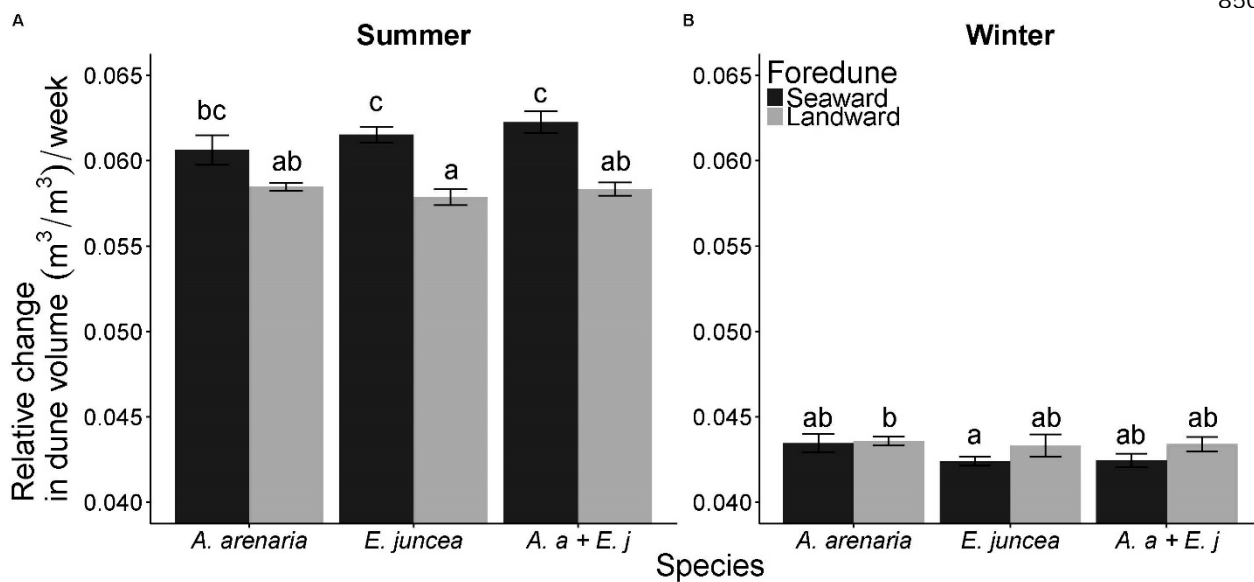 850
A
Summer
B
Winter
Relative change
in dune volume (m³/m³)/week
0.065
0.060
0.055
0.050
0.045
0.040
bc
ab
c
a
c
ab
A. arenaria
E. juncea
A. a + E. j
0.065
0.060
0.055
0.050
0.045
0.040
Foredune
Seaward
Landward
ab
b
a
ab
ab
ab
A. arenaria
E. juncea
A. a + E. j
Species